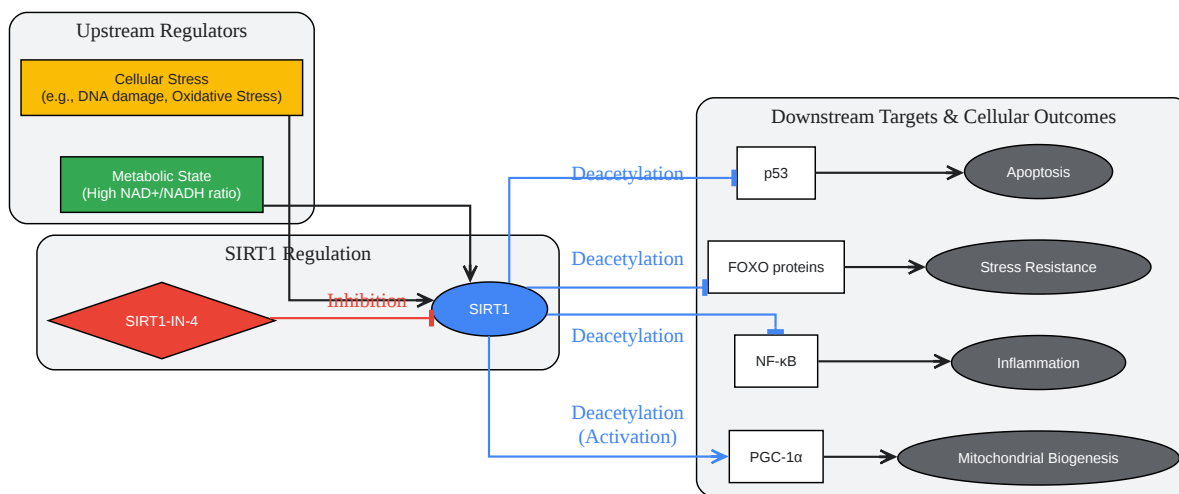 Upstream Regulators
Cellular Stress
(e.g., DNA damage, Oxidative Stress)
Metabolic State
(High NAD+/NADH ratio)
SIRT1 Regulation
SIRT1-IN-4
Inhibition
SIRT1
Deacetylation
Deacetylation
Deacetylation
Deacetylation
(Activation)
Downstream Targets & Cellular Outcomes
p53
Apoptosis
FOXO proteins
Stress Resistance
NF-κB
Inflammation
PGC-1α
Mitochondrial Biogenesis